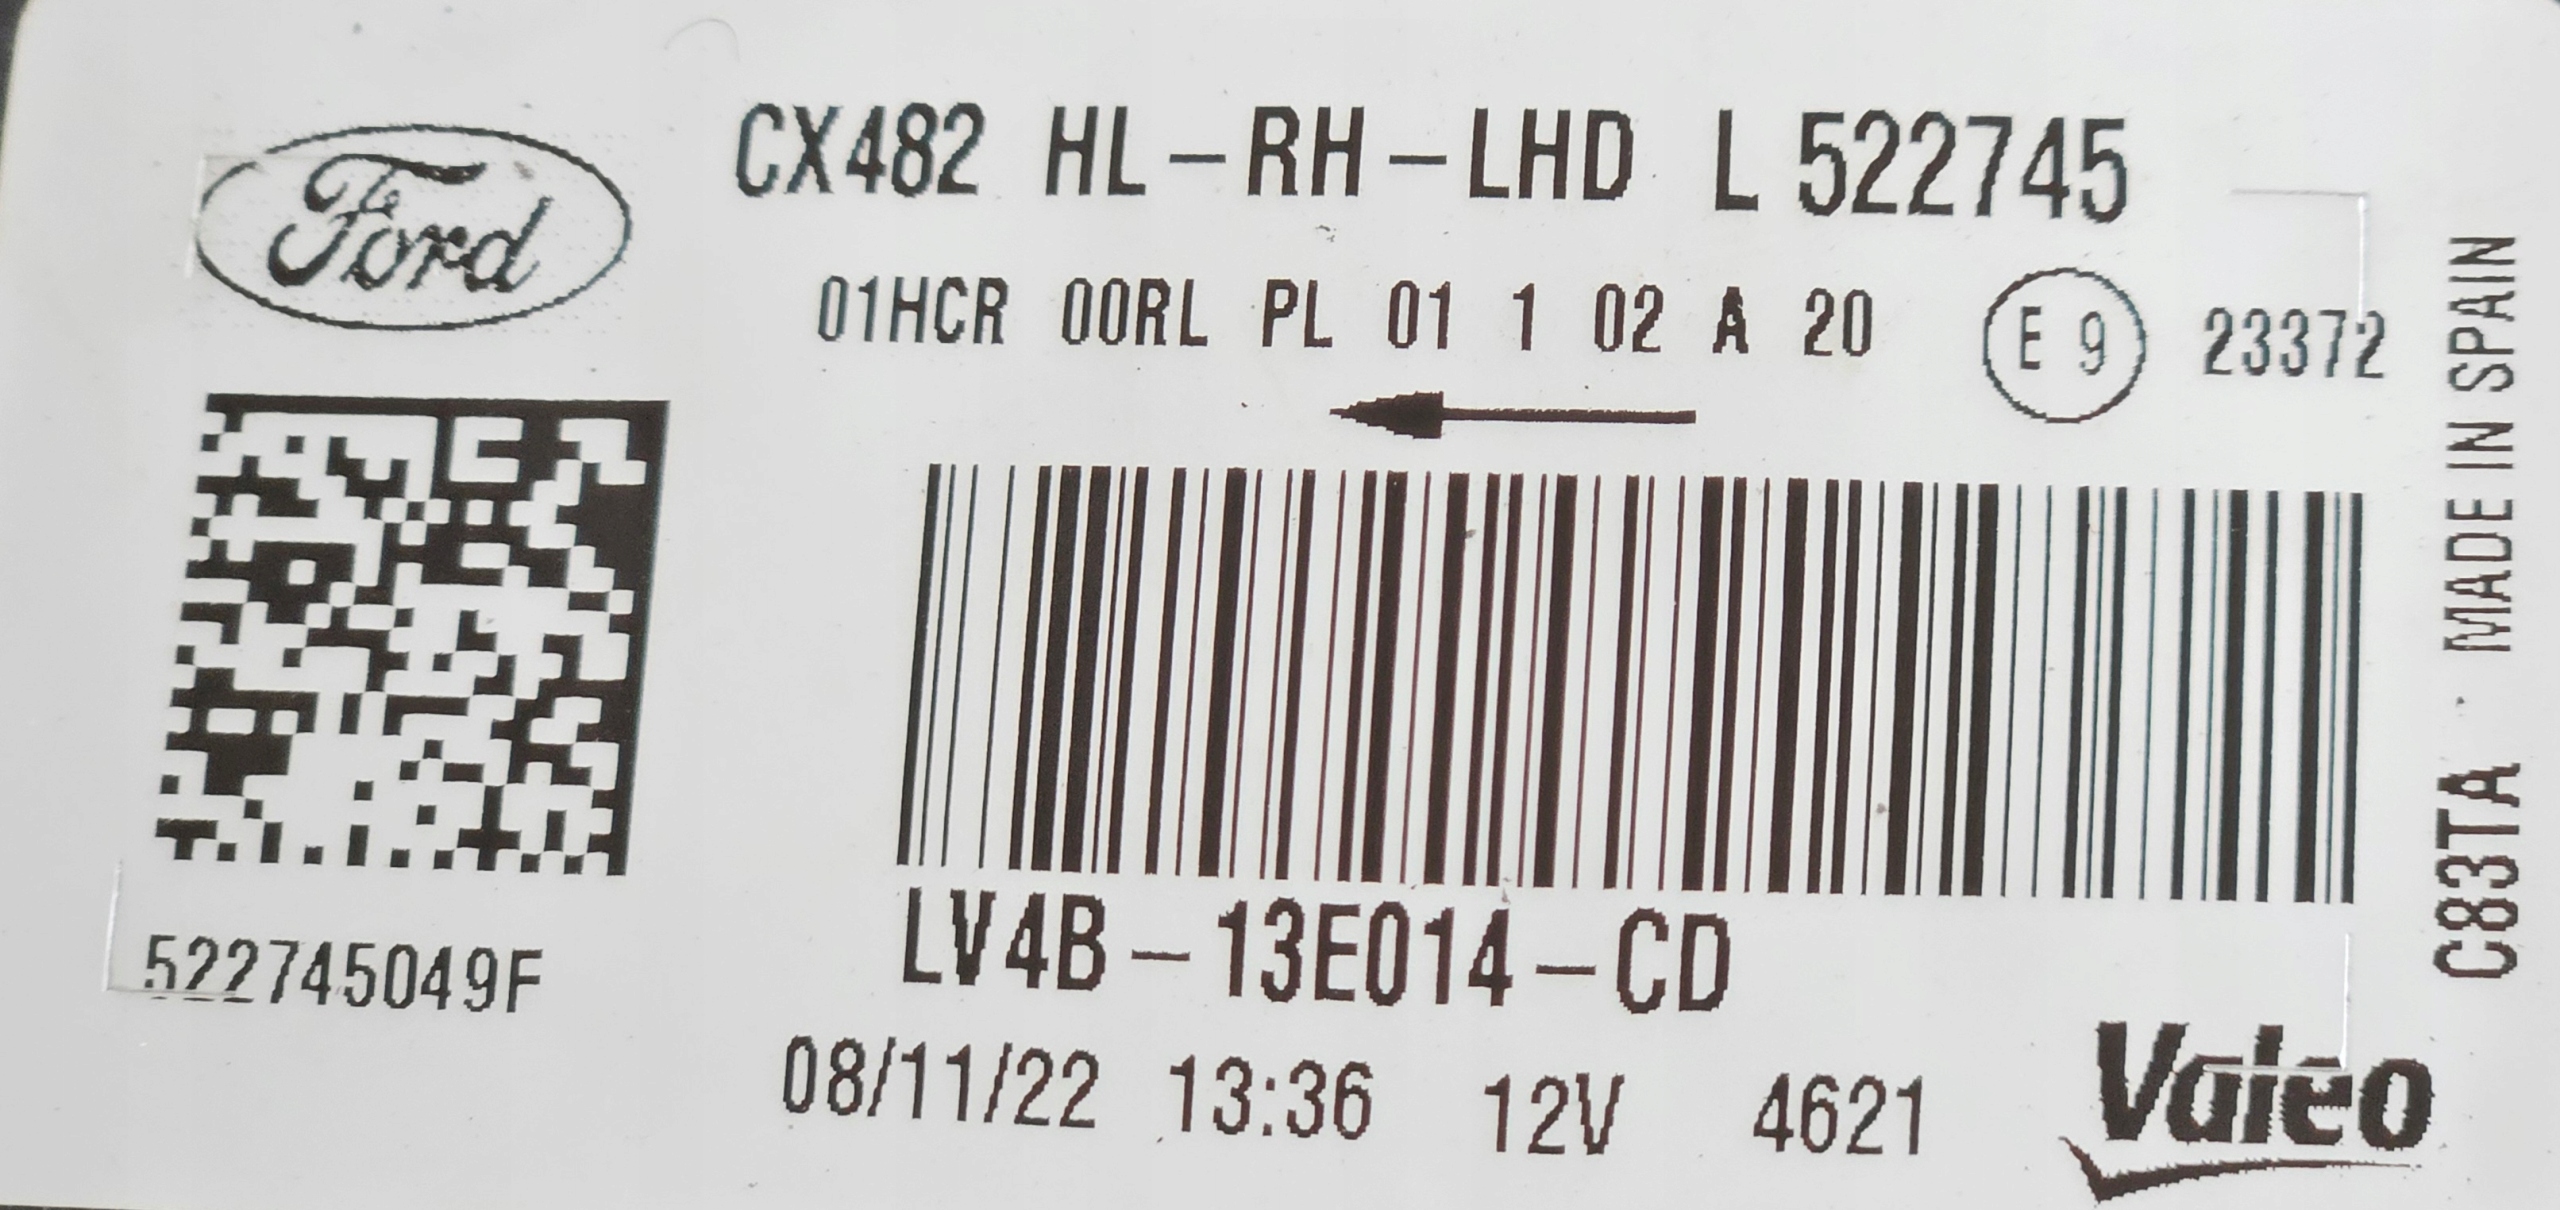 Ford
CX482 HL-RH-LHD L 522745
01HCR 00RL PL 01 1 02 A 20 E 9 23372
522745049F
LV4B-13E014-CD
08/11/22 13:36 12V 4621
Valeo
C83TA · MADE IN SPAIN